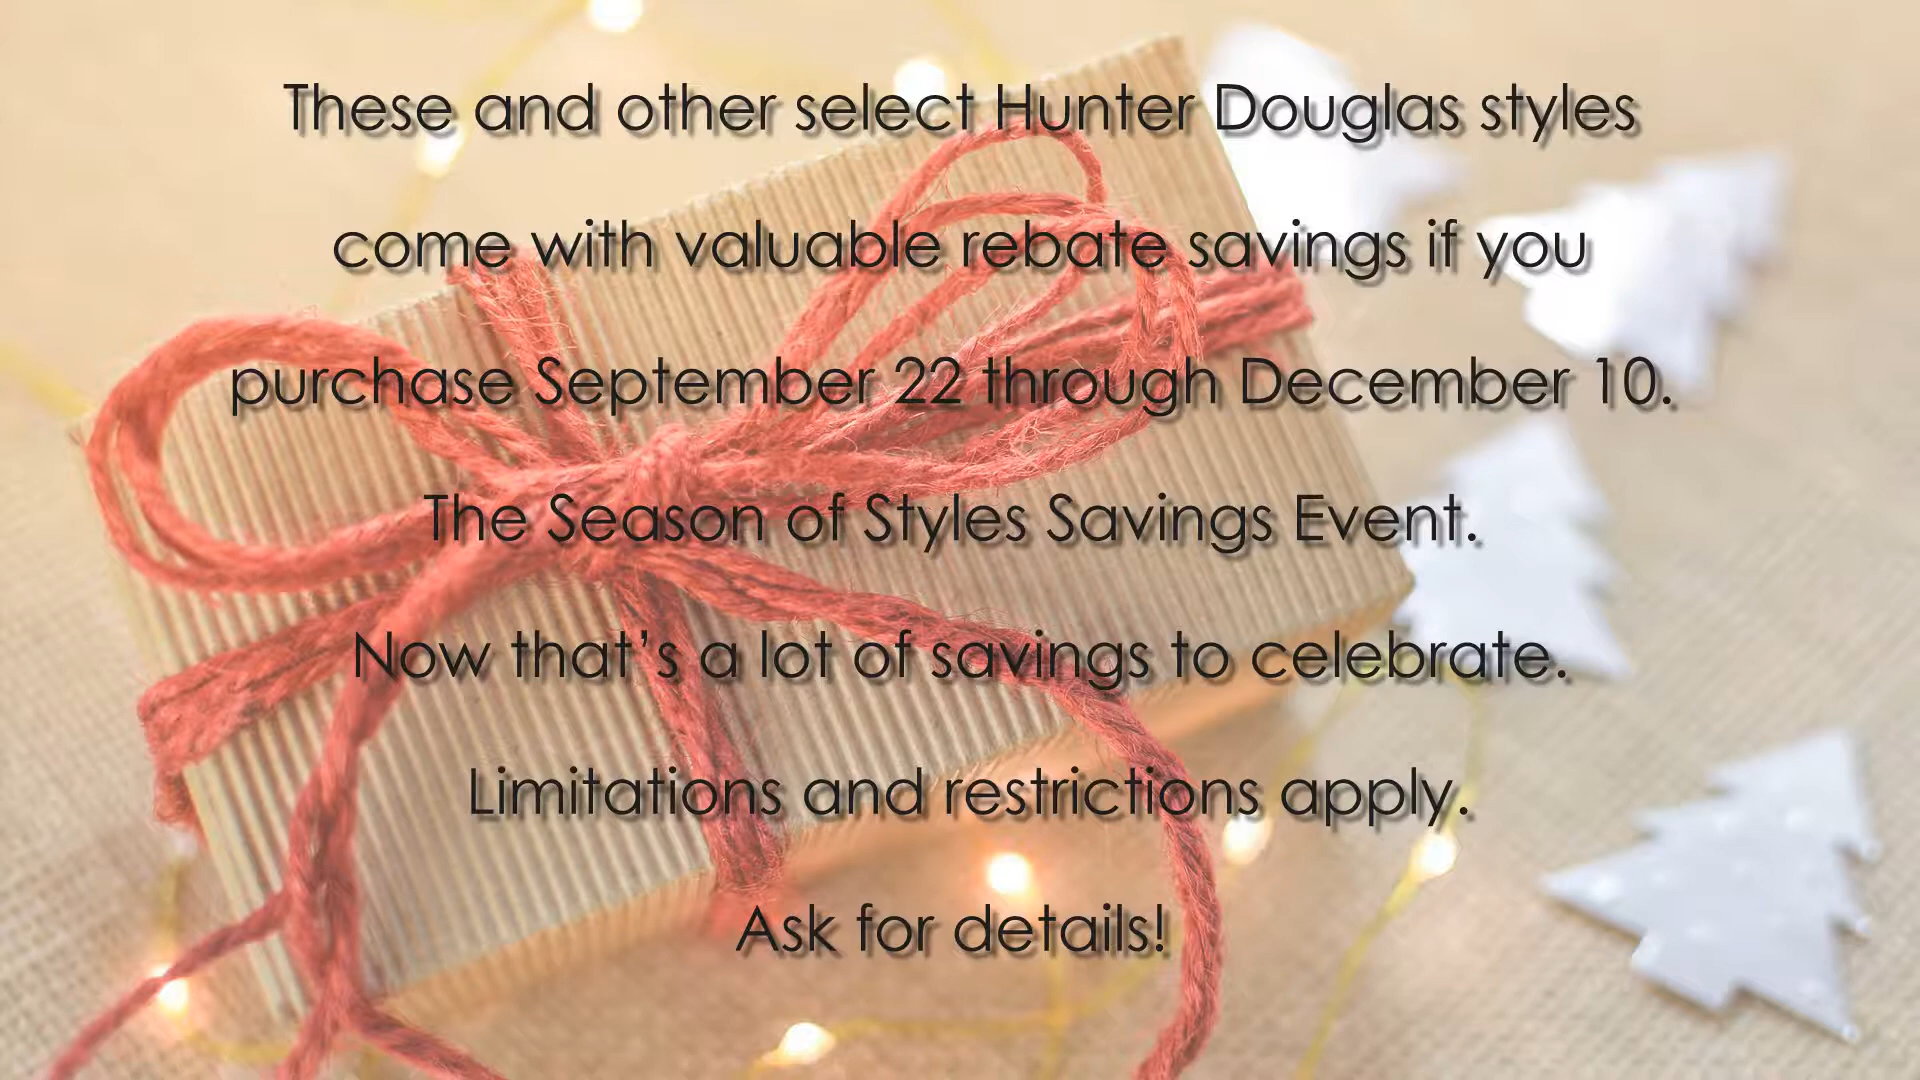 These and other select Hunter Douglas styles
come with valuable rebate savings if you
purchase September 22 through December 10.
The Season of Styles Savings Event.
Now that’s a lot of savings to celebrate.
Limitations and restrictions apply.
Ask for details!